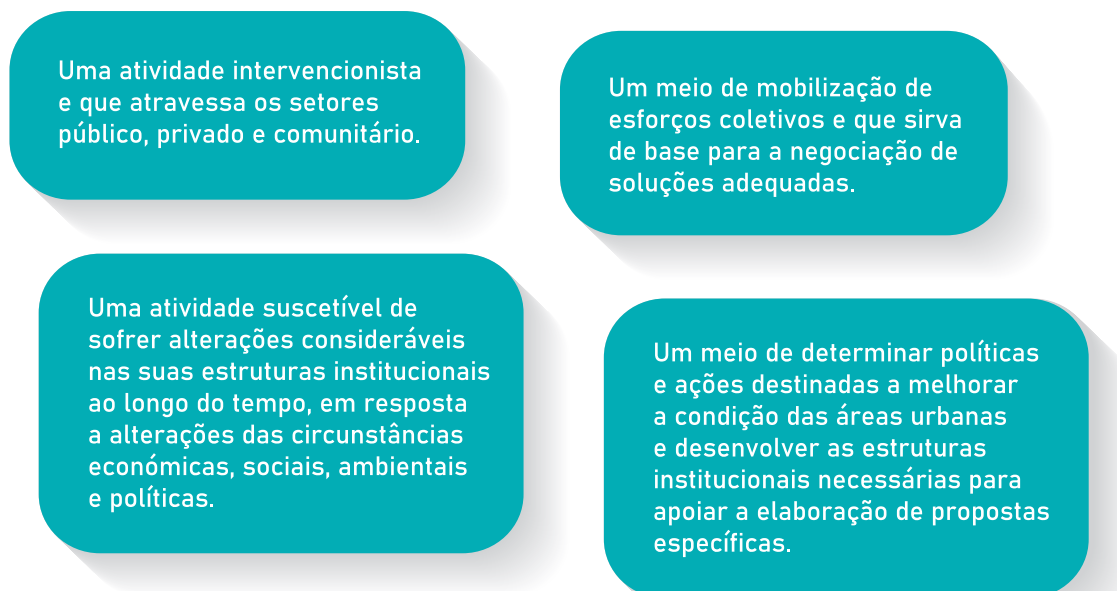 Uma atividade intervencionista
e que atravessa os setores
público, privado e comunitário.
Um meio de mobilização de
esforços coletivos e que sirva
de base para a negociação de
soluções adequadas.
Uma atividade suscetível de
sofrer alterações consideráveis
nas suas estruturas institucionais
ao longo do tempo, em resposta
a alterações das circunstâncias
económicas, sociais, ambientais
e políticas.
Um meio de determinar políticas
e ações destinadas a melhorar
a condição das áreas urbanas
e desenvolver as estruturas
institucionais necessárias para
apoiar a elaboração de propostas
específicas.